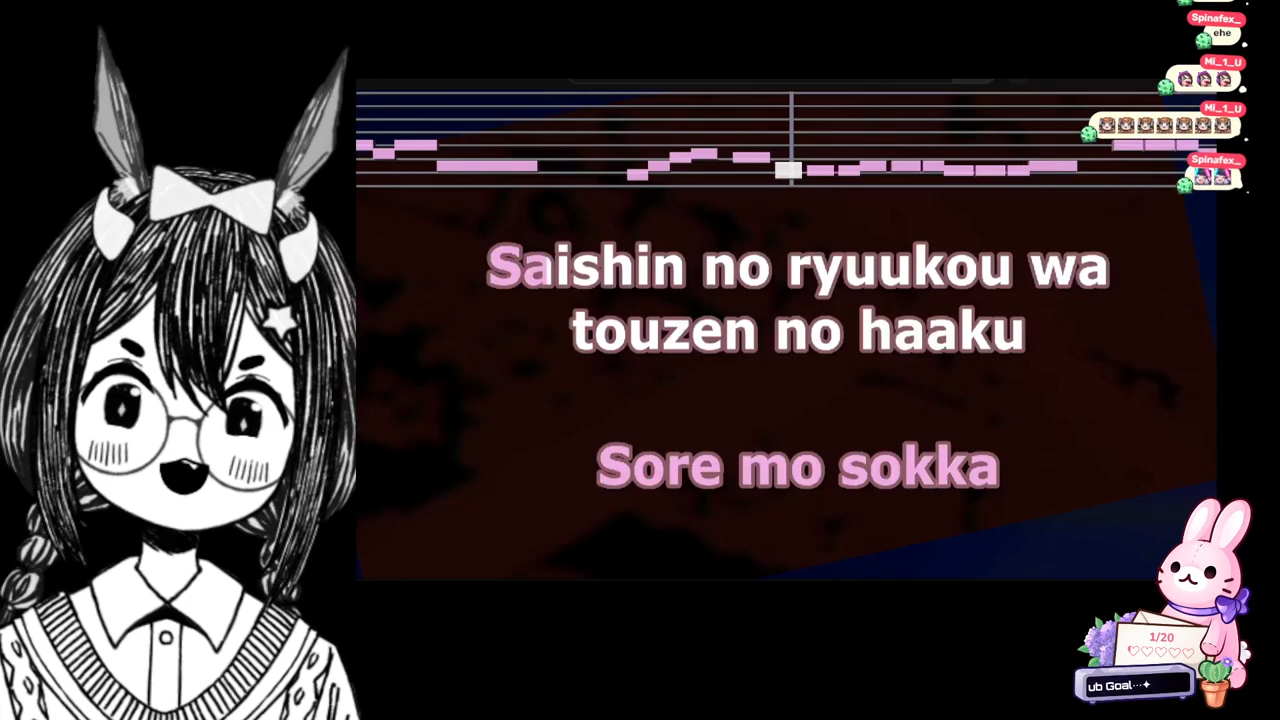 Spinafex_
ehe
Mi_1_U
Mi_1_U
Spinafex_
Saishin no ryuukou wa
touzen no haaku
Sore mo sokka
1/20
ub Goal···